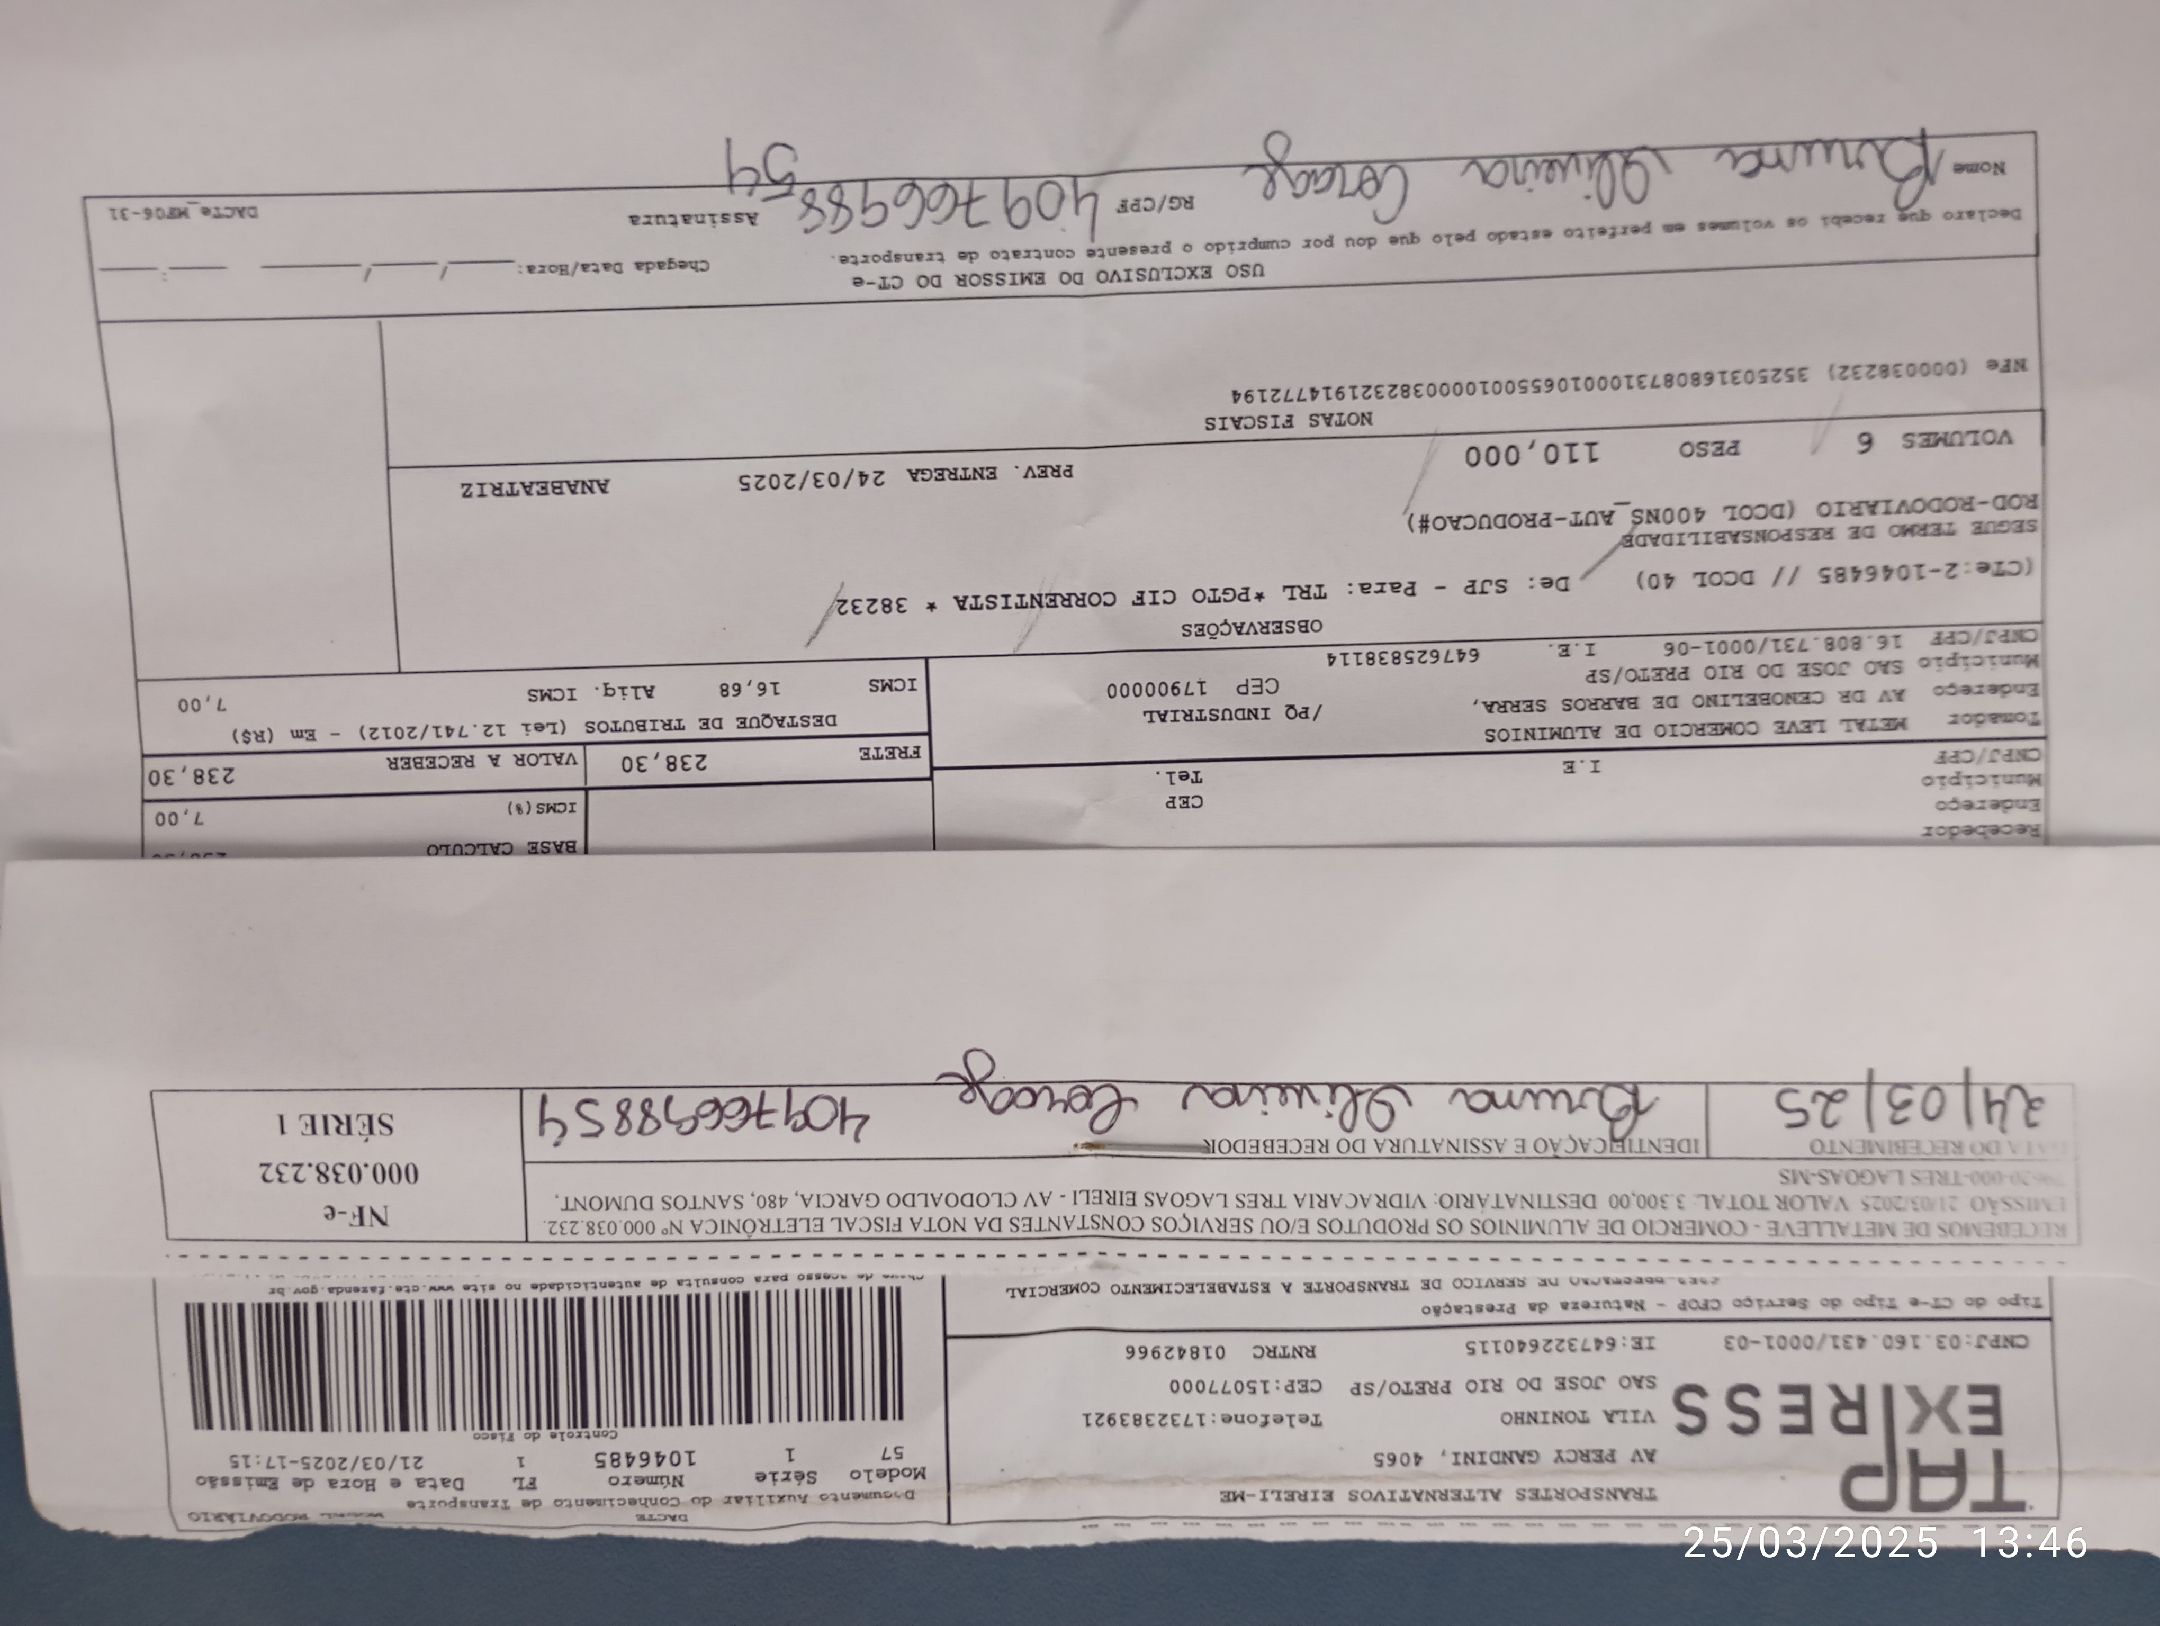 TAP
EXPRESS
TRANSPORTES ALTERNATIVOS EIRELI-ME
AV PERCY GANDINI, 4065
VILA TONINHO Telefone:1732383921
SAO JOSE DO RIO PRETO/SP CEP:15077000
CNPJ:03.160.431/0001-03 IE:647322640115 RNTRC 01842966
Tipo do CT-e Tipo do Serviço CFOP - Natureza da Prestação
DE SERVICO DE TRANSPORTE A ESTABELECIMENTO COMERCIAL
DACTE RODOVIÁRIO
Documento Auxiliar do Conhecimento de Transporte
Modelo Série Número FL Data e Hora de Emissão
57 1 1046485 1 21/03/2025-17:15
Controle do Fisco
Chave de acesso para consulta de autenticidade no site www.cte.fazenda.gov.br
RECEBEMOS DE METALLEVE - COMERCIO DE ALUMINIOS OS PRODUTOS E/OU SERVIÇOS CONSTANTES DA NOTA FISCAL ELETRÔNICA Nº 000.038.232.
EMISSÃO 21/03/2025 VALOR TOTAL: 3.300,00 DESTINATÁRIO: VIDRACARIA TRES LAGOAS EIRELI - AV CLODOALDO GARCIA, 480, SANTOS DUMONT,
TRES LAGOAS-MS
DATA DO RECEBIMENTO IDENTIFICAÇÃO E ASSINATURA DO RECEBEDOR
24/03/25 Bruna Oliveira 40976698854
NF-e
000.038.232
SÉRIE 1
Recebedor
Endereço CEP
Município Tel.
CNPJ/CPF I.E
BASE CALCULO
ICMS(%) 7,00
FRETE 238,30 VALOR A RECEBER 238,30
Tomador METAL LEVE COMERCIO DE ALUMINIOS
Endereço AV DR CENOBELINO DE BARROS SERRA, /PQ INDUSTRIAL
Município SAO JOSE DO RIO PRETO/SP CEP 17900000
CNPJ/CPF 16.808.731/0001-06 I.E. 647625838114
DESTAQUE DE TRIBUTOS (Lei 12.741/2012) - Em (R$)
ICMS 16,68 Aliq. ICMS 7,00
OBSERVAÇÕES
(CTe:2-1046485 // DCOL 40) De: SJP - Para: TRL *PGTO CIF CORRENTISTA * 38232
SEGUE TERMO DE RESPONSABILIDADE
ROD-RODOVIARIO (DCOL 400NS_AUT-PRODUCAO#)
VOLUMES 6 PESO 110,000 PREV. ENTREGA 24/03/2025 ANABEATRIZ
NOTAS FISCAIS
NFe (000038232) 35250316808731000106550010000382321914772194
USO EXCLUSIVO DO EMISSOR DO CT-e
Declaro que recebi os volumes em perfeito estado pelo que dou por cumprido o presente contrato de transporte.
Chegada Data/Hora: ____/____/____ ____:____
Nome Bruna Oliveira RG/CPF 40976698854 Assinatura
DACTe_MF06-31
25/03/2025 13:46